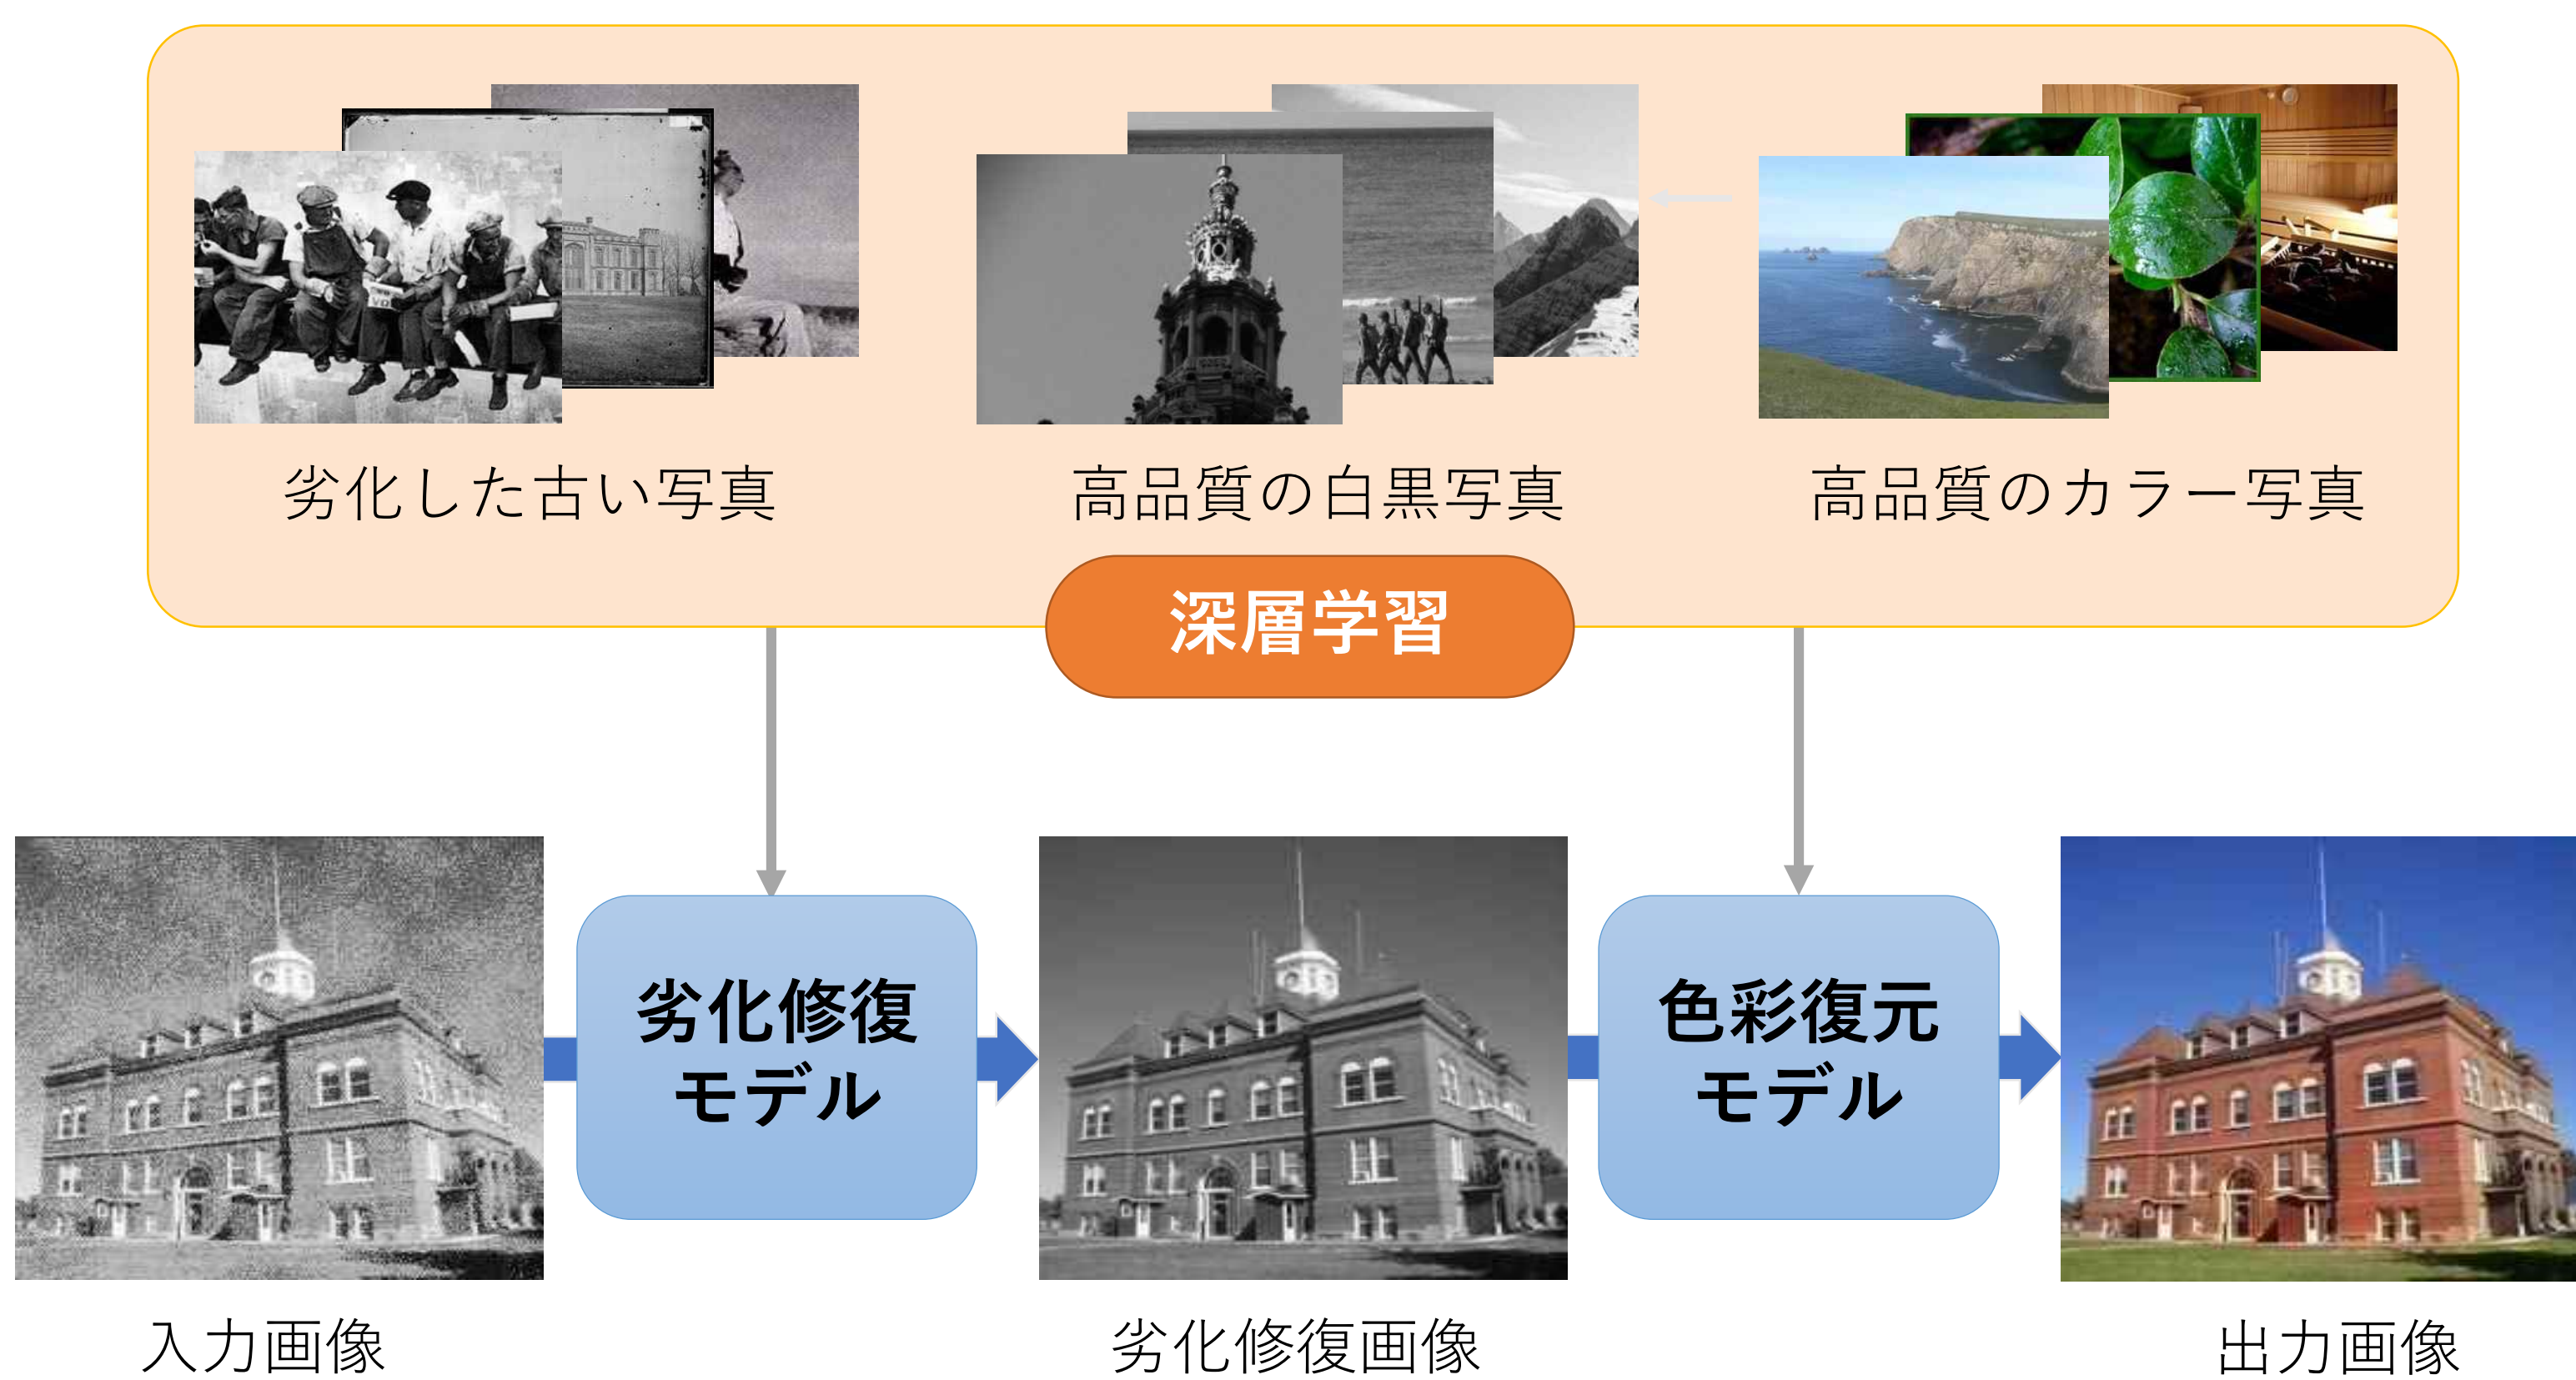 劣化した古い写真
高品質の白黒写真
高品質のカラー写真
深層学習
劣化修復
モデル
色彩復元
モデル
入力画像
劣化修復画像
出力画像